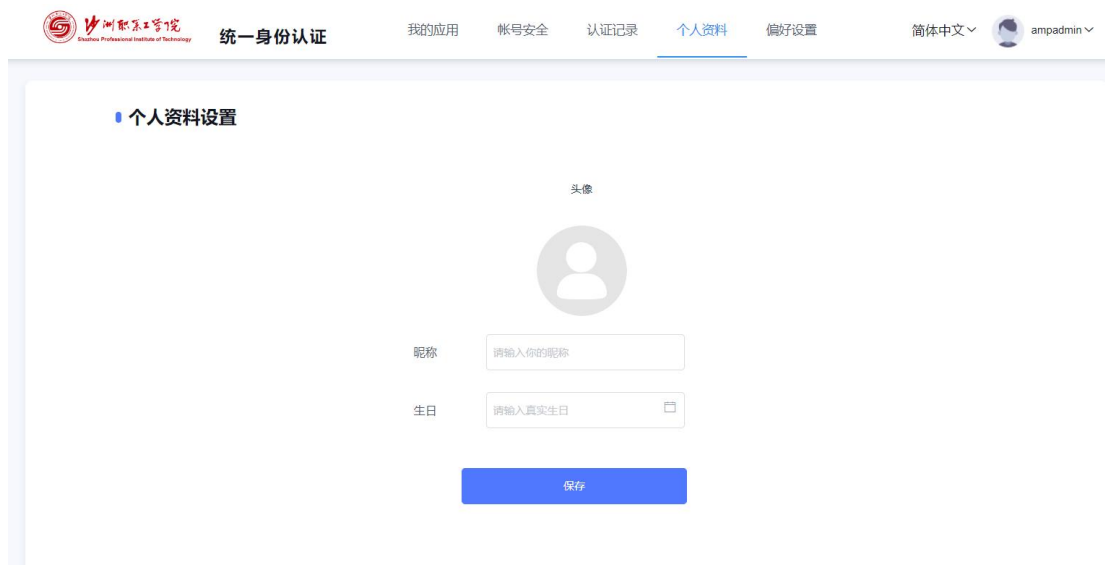 沙洲职业工学院
Shazhou Professional Institute of Technology
统一身份认证
我的应用
帐号安全
认证记录
个人资料
偏好设置
简体中文
ampadmin
个人资料设置
头像
昵称
请输入你的昵称
生日
请输入真实生日
保存